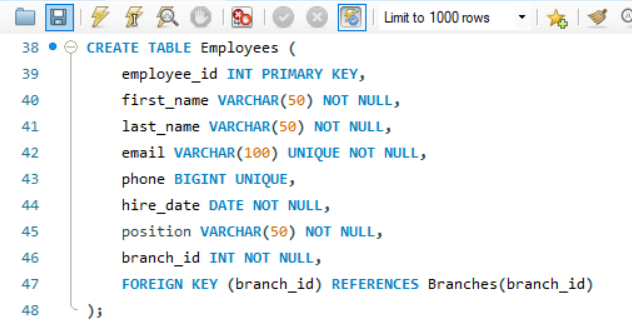 Limit to 1000 rows
38 CREATE TABLE Employees (
39 employee_id INT PRIMARY KEY,
40 first_name VARCHAR(50) NOT NULL,
41 last_name VARCHAR(50) NOT NULL,
42 email VARCHAR(100) UNIQUE NOT NULL,
43 phone BIGINT UNIQUE,
44 hire_date DATE NOT NULL,
45 position VARCHAR(50) NOT NULL,
46 branch_id INT NOT NULL,
47 FOREIGN KEY (branch_id) REFERENCES Branches(branch_id)
48 );